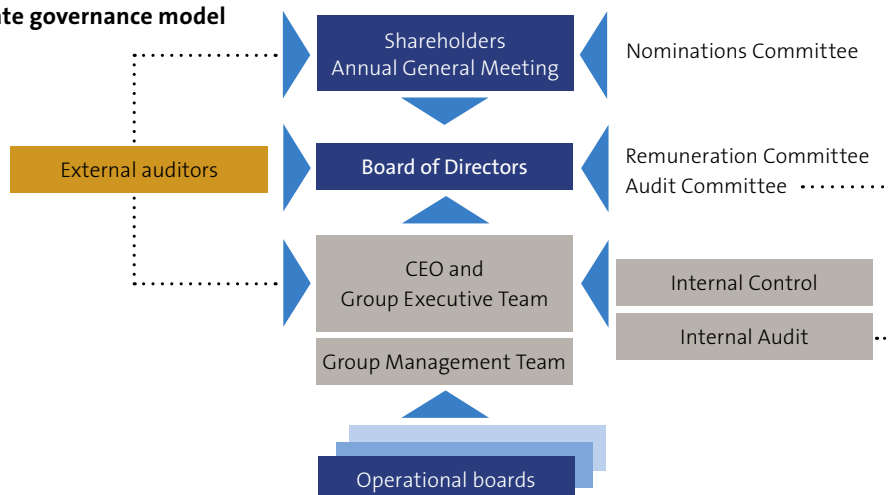 governance model
Shareholders
Annual General Meeting
Nominations Committee
External auditors
Board of Directors
Remuneration Committee
Audit Committee
CEO and
Group Executive Team
Internal Control
Internal Audit
Group Management Team
Operational boards